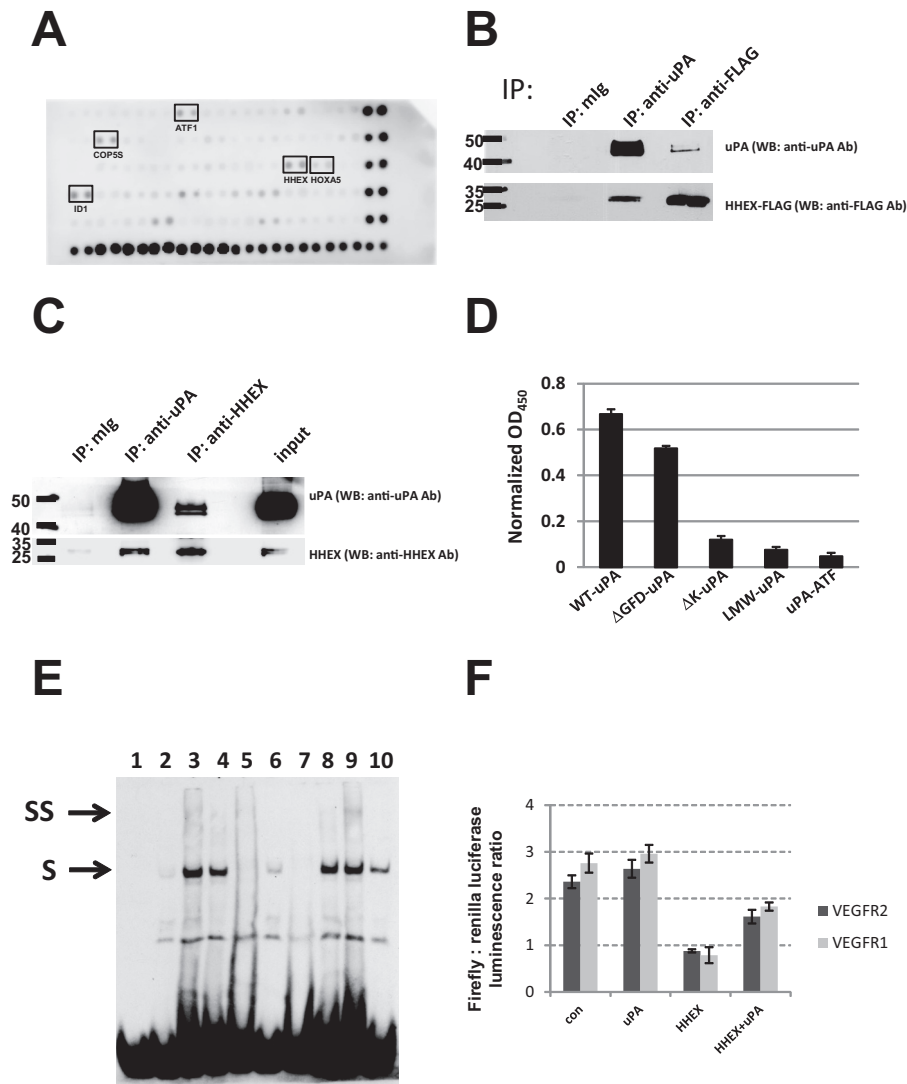 A
ATF1
COP5S
HHEX HOXA5
ID1
B
IP:
IP: mIg
IP: anti-uPA
IP: anti-FLAG
50
40
uPA (WB: anti-uPA Ab)
35
25
HHEX-FLAG (WB: anti-FLAG Ab)
C
IP: mIg
IP: anti-uPA
IP: anti-HHEX
input
50
40
uPA (WB: anti-uPA Ab)
35
25
HHEX (WB: anti-HHEX Ab)
D
Normalized OD450
0.8
0.6
0.4
0.2
0
WT-uPA
ΔGFD-uPA
ΔK-uPA
LMW-uPA
uPA-ATF
E
1 2 3 4 5 6 7 8 9 10
SS
S
F
Firefly : renilla luciferase
luminescence ratio
4
3
2
1
0
con
uPA
HHEX
HHEX+uPA
VEGFR2
VEGFR1